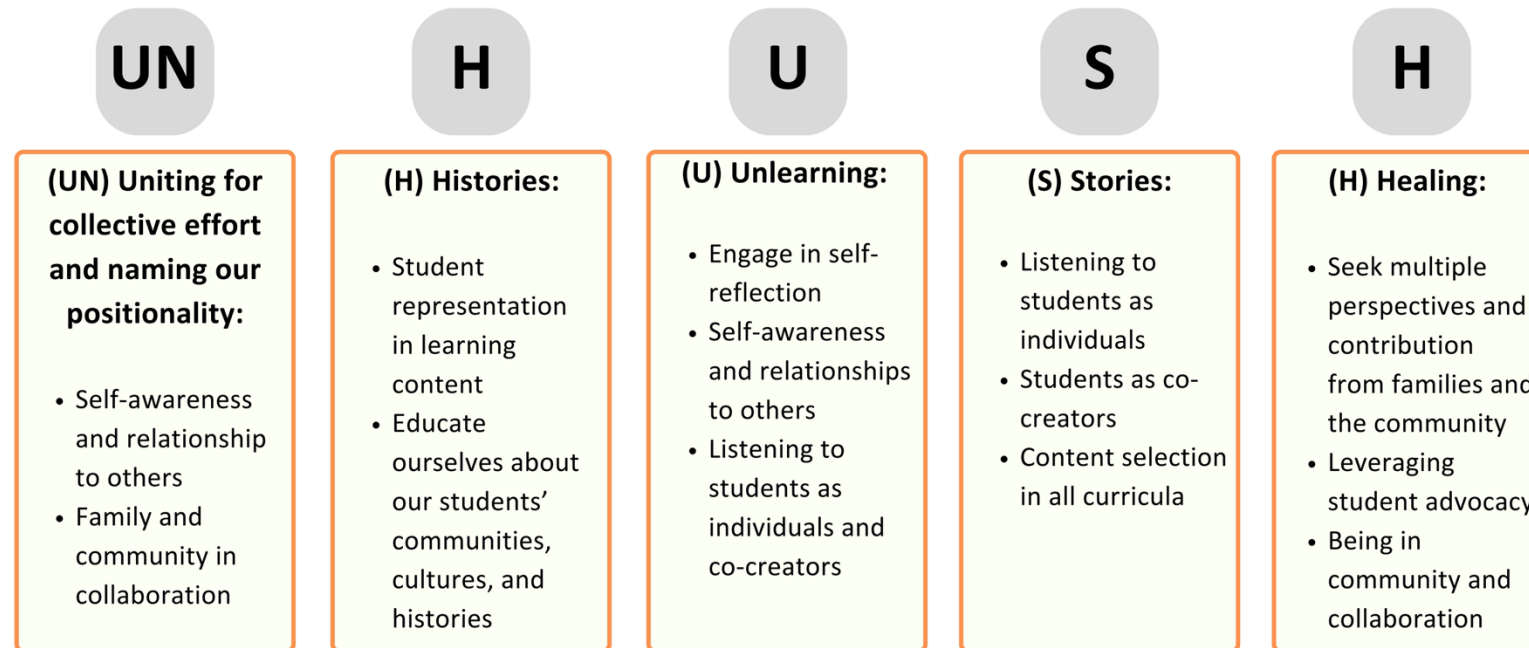 UN
H
U
S
H
(UN) Uniting for
collective effort
and naming our
positionality:
• Self-awareness
and relationship
to others
• Family and
community in
collaboration
(H) Histories:
• Student
representation
in learning
content
• Educate
ourselves about
our students’
communities,
cultures, and
histories
(U) Unlearning:
• Engage in self-
reflection
• Self-awareness
and relationships
to others
• Listening to
students as
individuals and
co-creators
(S) Stories:
• Listening to
students as
individuals
• Students as co-
creators
• Content selection
in all curricula
(H) Healing:
• Seek multiple
perspectives and
contribution
from families and
the community
• Leveraging
student advocacy
• Being in
community and
collaboration